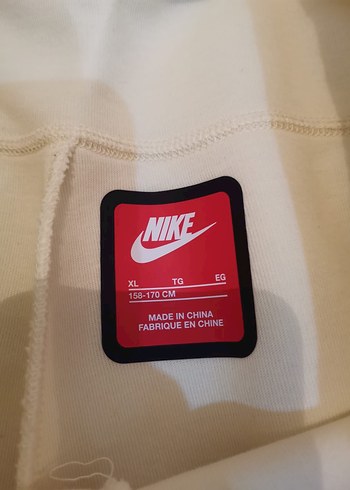 NIKE
XL TG EG
158-170 CM
MADE IN CHINA
FABRIQUE EN CHINE